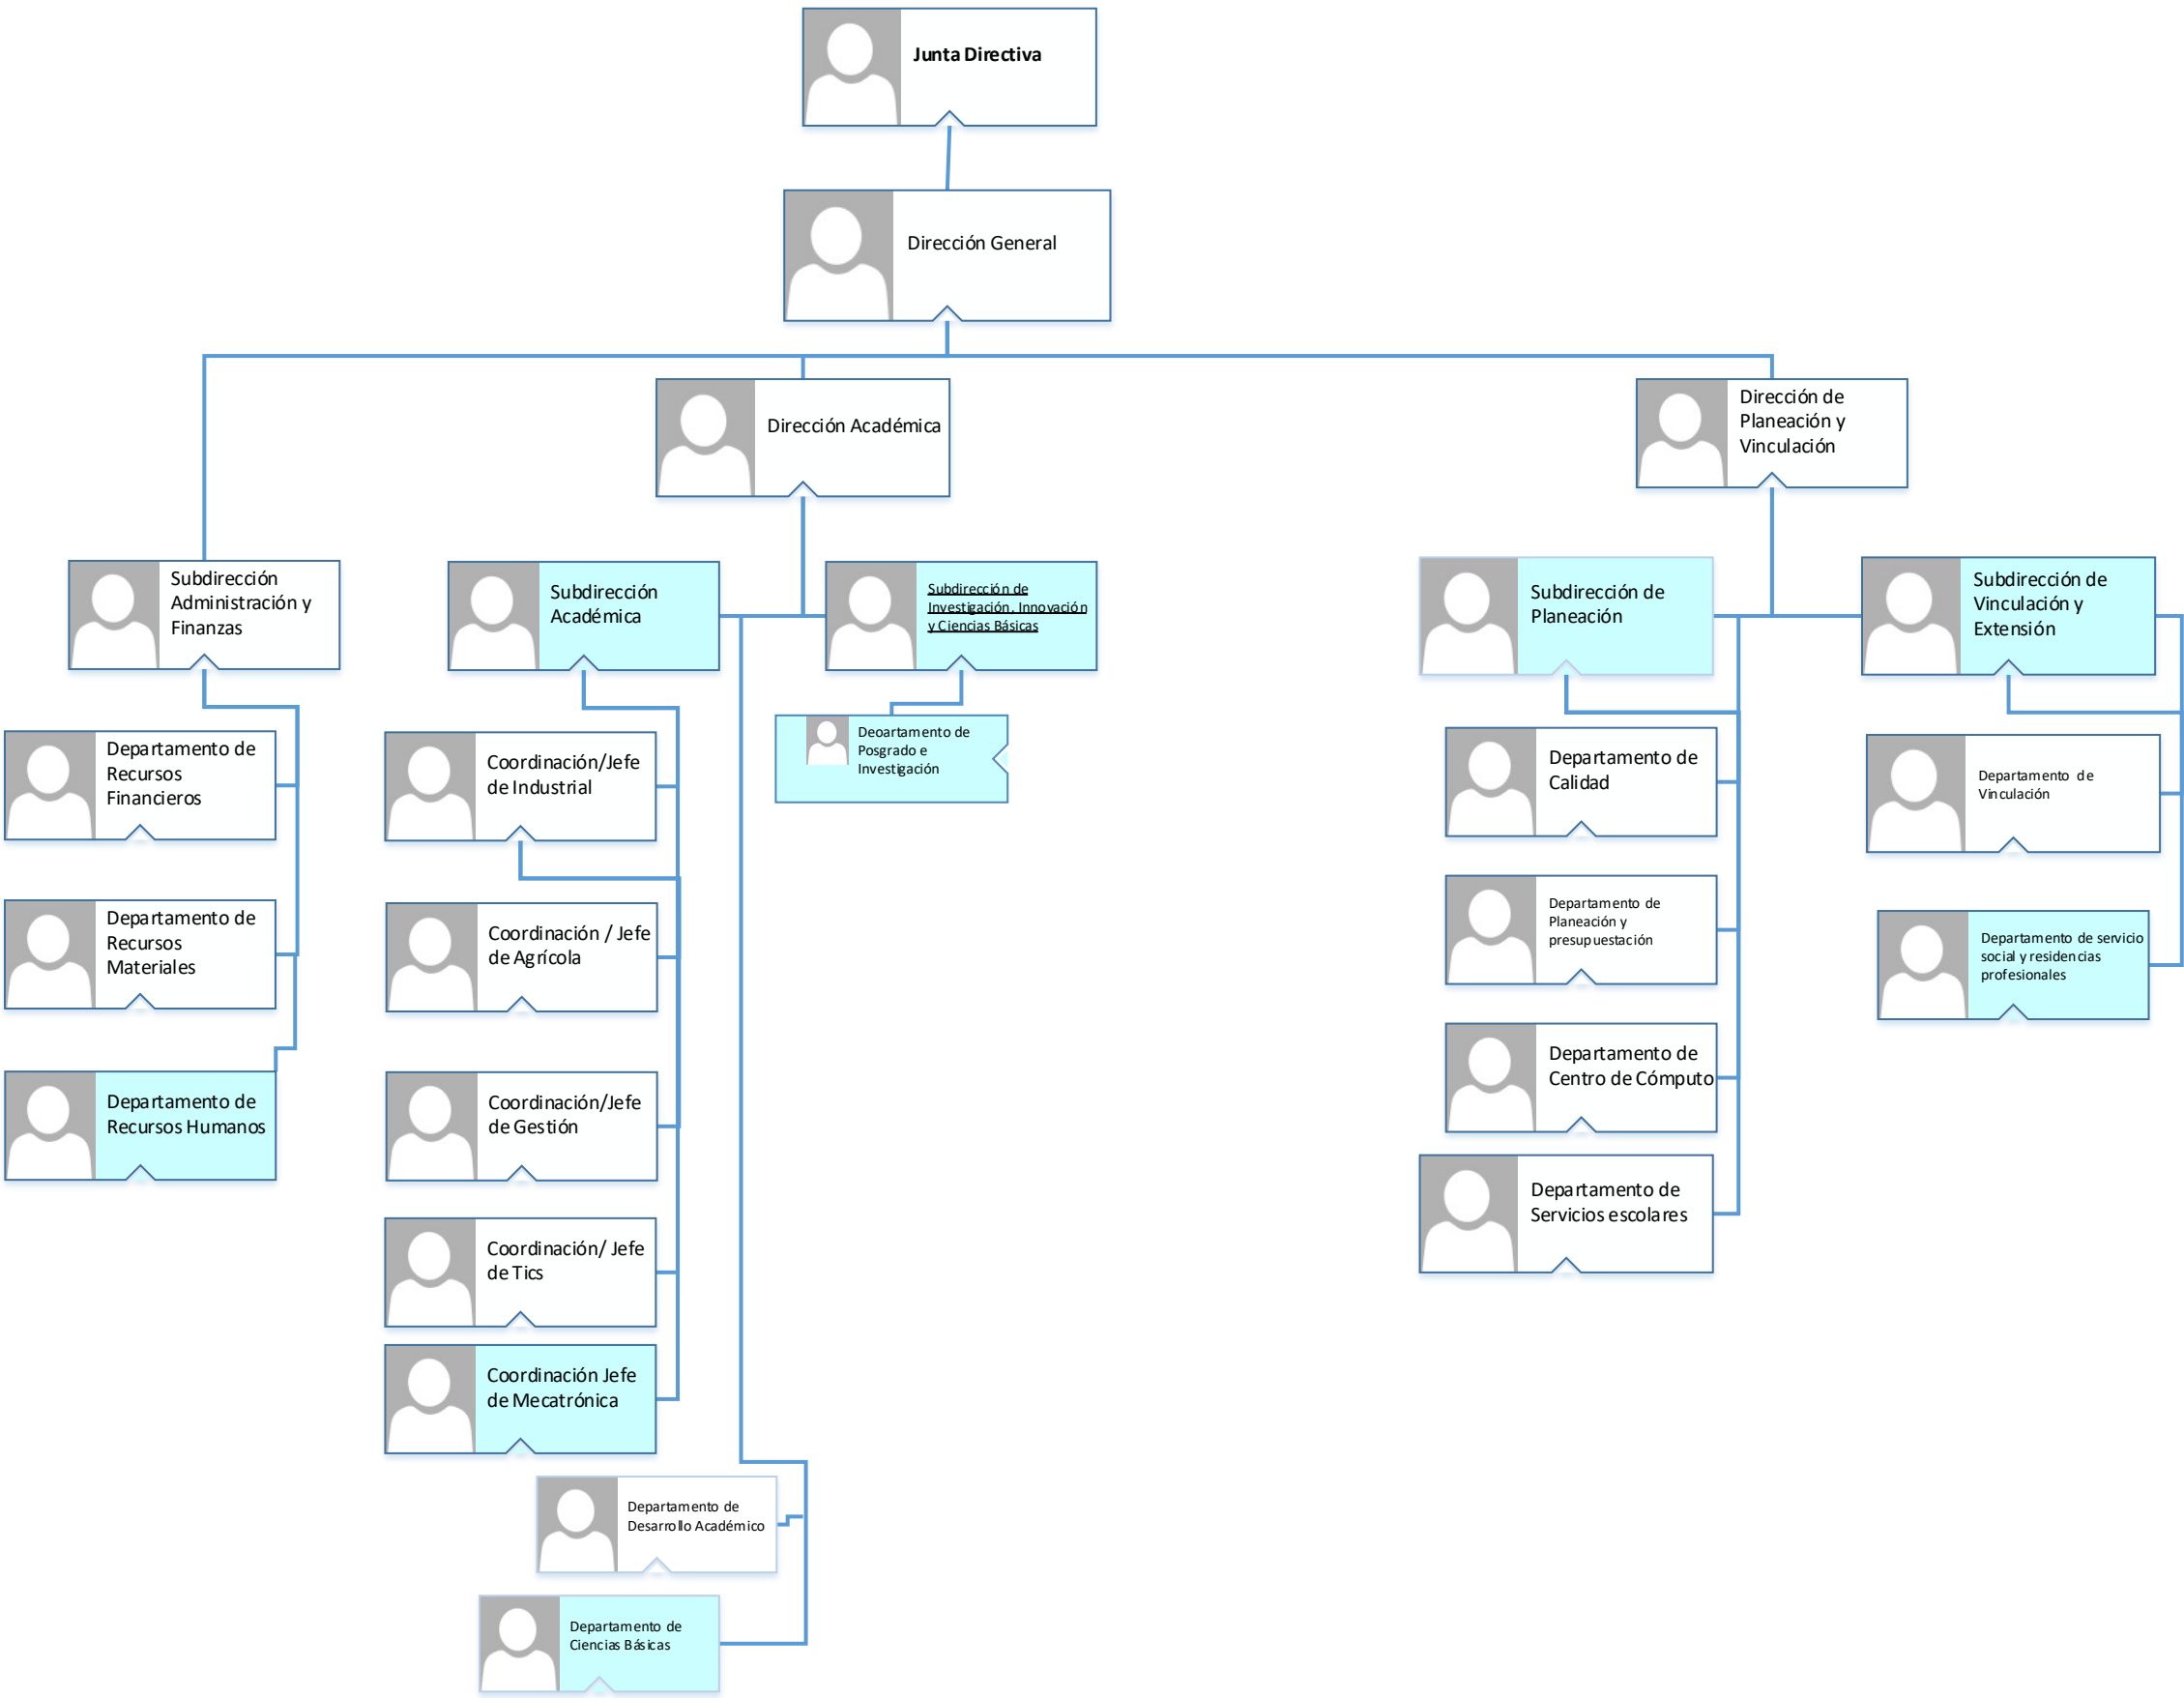 Junta Directiva
Dirección General
Dirección Académica
Dirección de
Planeación y
Vinculación
Subdirección
Administración y
Finanzas
Subdirección
Académica
Subdirección de
Investigación, Innovación
y Ciencias Básicas
Subdirección de
Planeación
Subdirección de
Vinculación y
Extensión
Departamento de
Recursos
Financieros
Coordinación/Jefe
de Industrial
Deoartamento de
Posgrado e
Investigación
Departamento de
Calidad
Departamento de
Vinculación
Departamento de
Recursos
Materiales
Coordinación / Jefe
de Agrícola
Departamento de
Planeación y
presupuestación
Departamento de servicio
social y residencias
profesionales
Departamento de
Recursos Humanos
Coordinación/Jefe
de Gestión
Departamento de
Centro de Cómputo
Departamento de
Servicios escolares
Coordinación/ Jefe
de Tics
Coordinación Jefe
de Mecatrónica
Departamento de
Desarrollo Académico
Departamento de
Ciencias Básicas